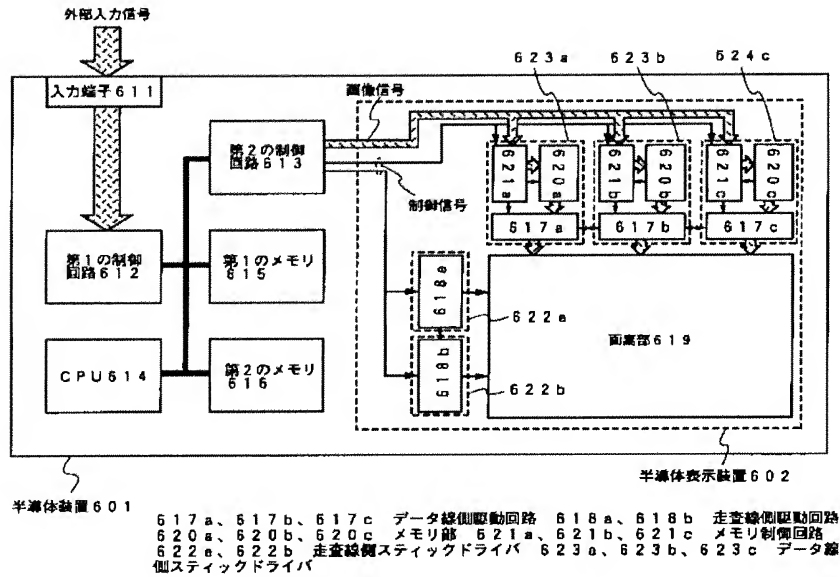 外部入力信号
入力端子611
第1の制御
回路612
CPU614
第2の制御
回路613
第1のメモリ
615
第2のメモリ
616
画像信号
制御信号
623a
623b
624c
621a
620a
621b
620b
621c
620c
617a
617b
617c
618a
618b
622a
622b
画素部619
半導体表示装置602
半導体装置601
617a、617b、617c データ線側駆動回路 618a、618b 走査線側駆動回路
620a、620b、620c メモリ部 621a、621b、621c メモリ制御回路
622a、622b 走査線側スティックドライバ 623a、623b、623c データ線
側スティックドライバ